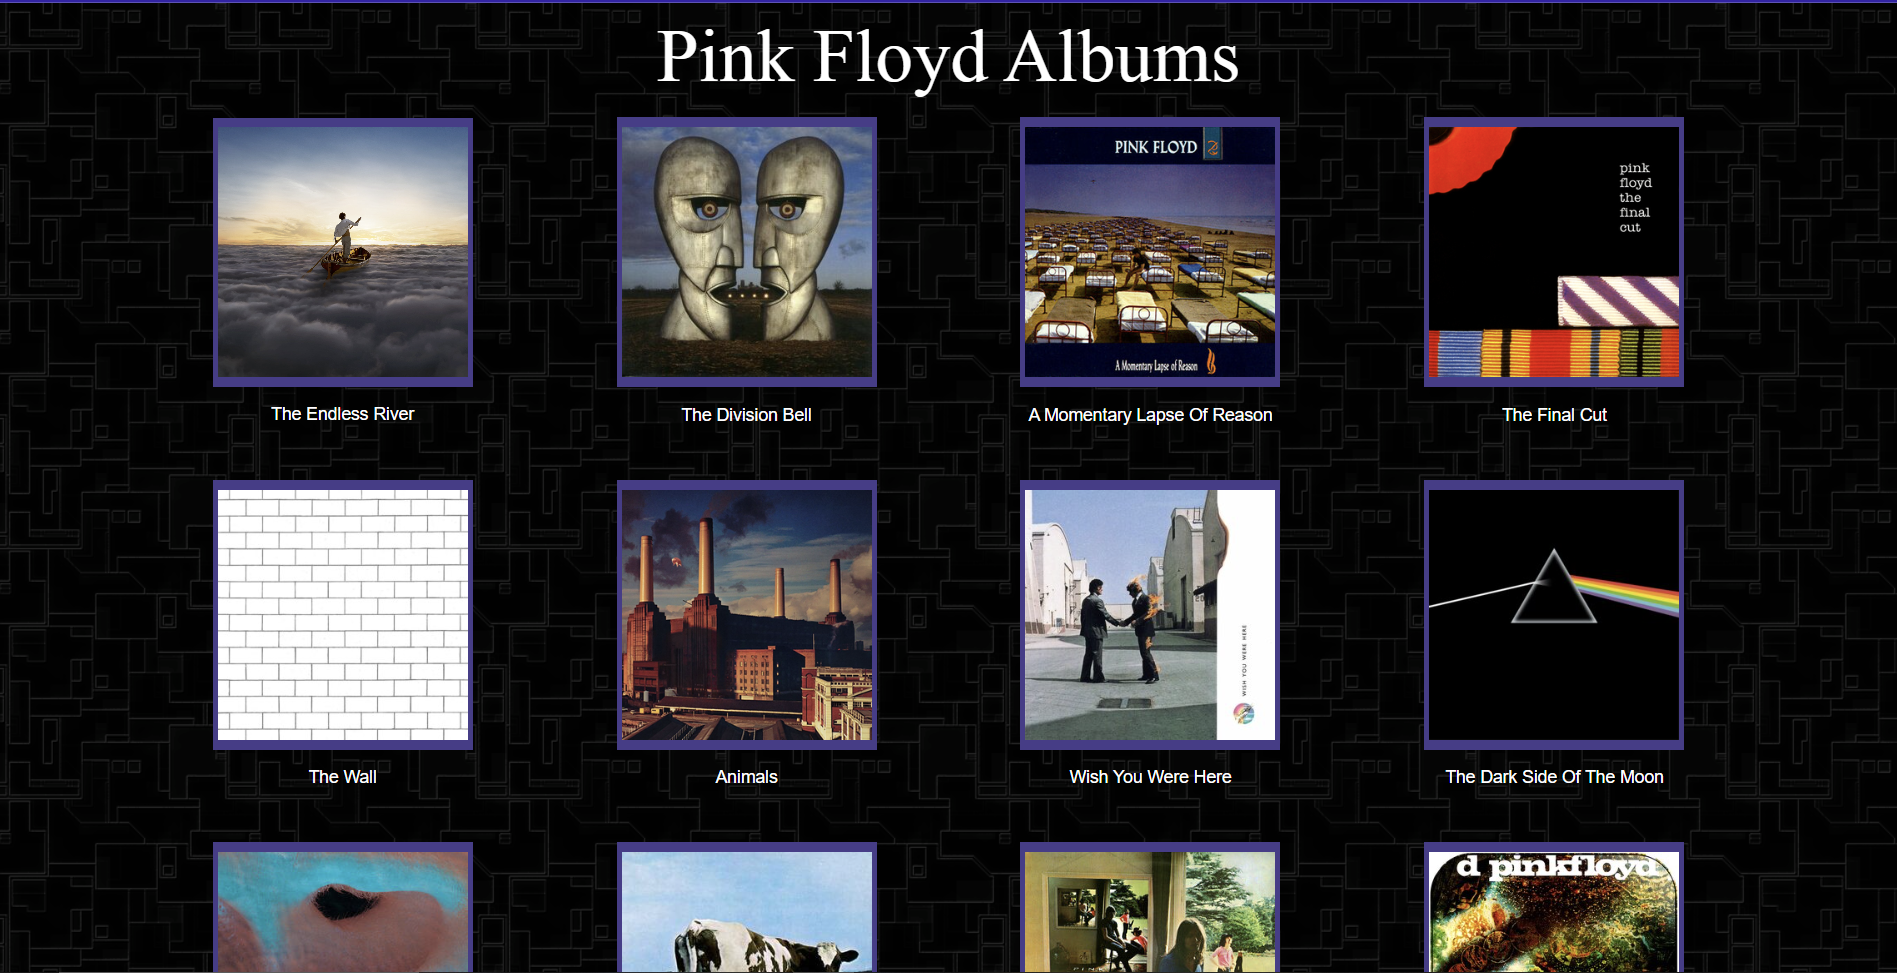 Pink Floyd Albums
PINK FLOYD
A Momentary Lapse of Reason
pink
floyd
the
final
cut
The Endless River
The Division Bell
A Momentary Lapse Of Reason
The Final Cut
WISH YOU WERE HERE
The Wall
Animals
Wish You Were Here
The Dark Side Of The Moon
d pinkfloyd